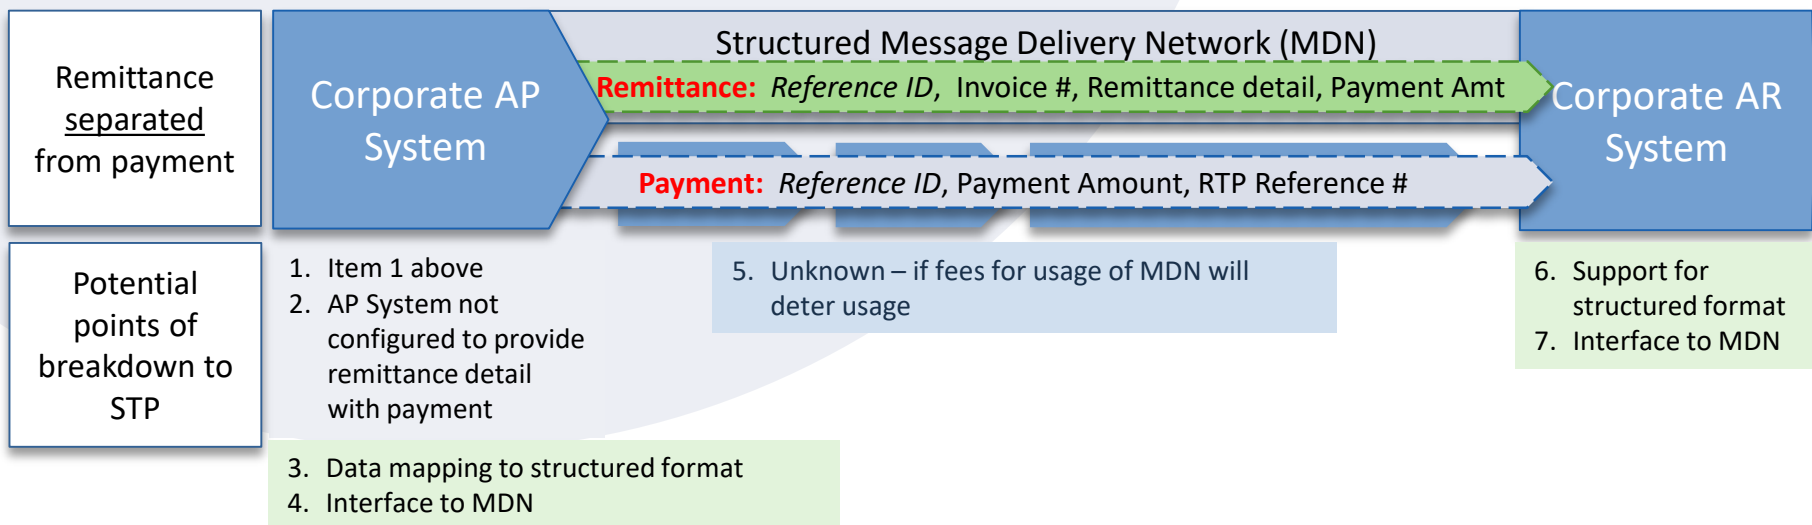 Remittance
separated
from payment
Corporate AP
System
Structured Message Delivery Network (MDN)
Remittance: Reference ID, Invoice #, Remittance detail, Payment Amt
Payment: Reference ID, Payment Amount, RTP Reference #
Corporate AR
System
Potential
points of
breakdown to
STP
1. Item 1 above
2. AP System not
configured to provide
remittance detail
with payment
3. Data mapping to structured format
4. Interface to MDN
5. Unknown – if fees for usage of MDN will
deter usage
6. Support for
structured format
7. Interface to MDN